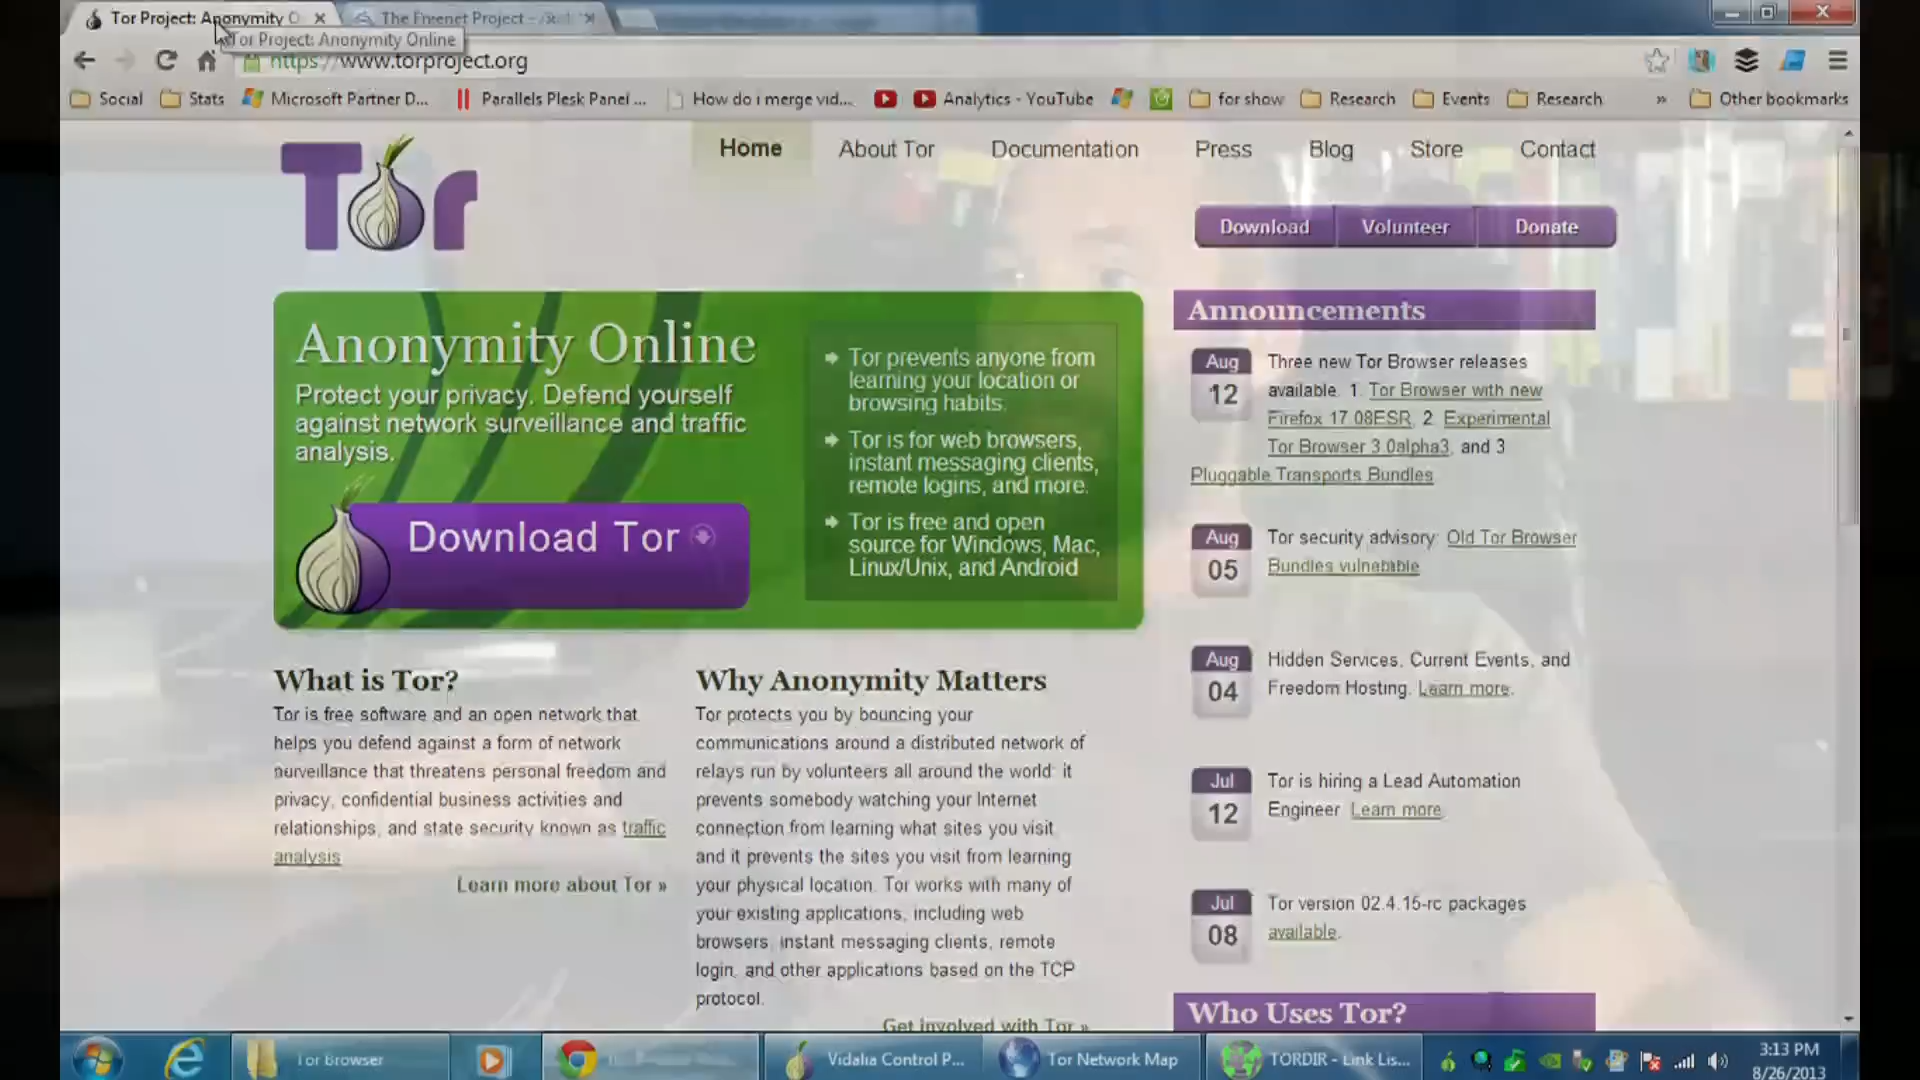 Tor Project: Anonymity O
The Freenet Project - /
Tor Project: Anonymity Online
https://www.torproject.org
Social
Stats
Microsoft Partner D...
Parallels Plesk Panel ...
How do i merge vid...
Analytics - YouTube
for show
Research
Events
Research
»
Other bookmarks
Tor
Home
About Tor
Documentation
Press
Blog
Store
Contact
Download
Volunteer
Donate
Anonymity Online
Protect your privacy. Defend yourself
against network surveillance and traffic
analysis.
Download Tor
Tor prevents anyone from
learning your location or
browsing habits.
Tor is for web browsers,
instant messaging clients,
remote logins, and more.
Tor is free and open
source for Windows, Mac,
Linux/Unix, and Android
Announcements
Aug
12
Three new Tor Browser releases
available. 1. Tor Browser with new
Firefox 17.08ESR, 2. Experimental
Tor Browser 3.0alpha3, and 3
Pluggable Transports Bundles
Aug
05
Tor security advisory: Old Tor Browser
Bundles vulnerable
Aug
04
Hidden Services, Current Events, and
Freedom Hosting. Learn more.
Jul
12
Tor is hiring a Lead Automation
Engineer Learn more.
Jul
08
Tor version 02.4.15-rc packages
available.
Who Uses Tor?
What is Tor?
Tor is free software and an open network that
helps you defend against a form of network
surveillance that threatens personal freedom and
privacy, confidential business activities and
relationships, and state security known as traffic
analysis
Learn more about Tor »
Why Anonymity Matters
Tor protects you by bouncing your
communications around a distributed network of
relays run by volunteers all around the world: it
prevents somebody watching your Internet
connection from learning what sites you visit
and it prevents the sites you visit from learning
your physical location. Tor works with many of
your existing applications, including web
browsers, instant messaging clients, remote
login, and other applications based on the TCP
protocol.
Get involved with Tor »
Tor Browser
Vidalia Control P...
Tor Network Map
TORDIR - Link Lis...
3:13 PM
8/26/2013